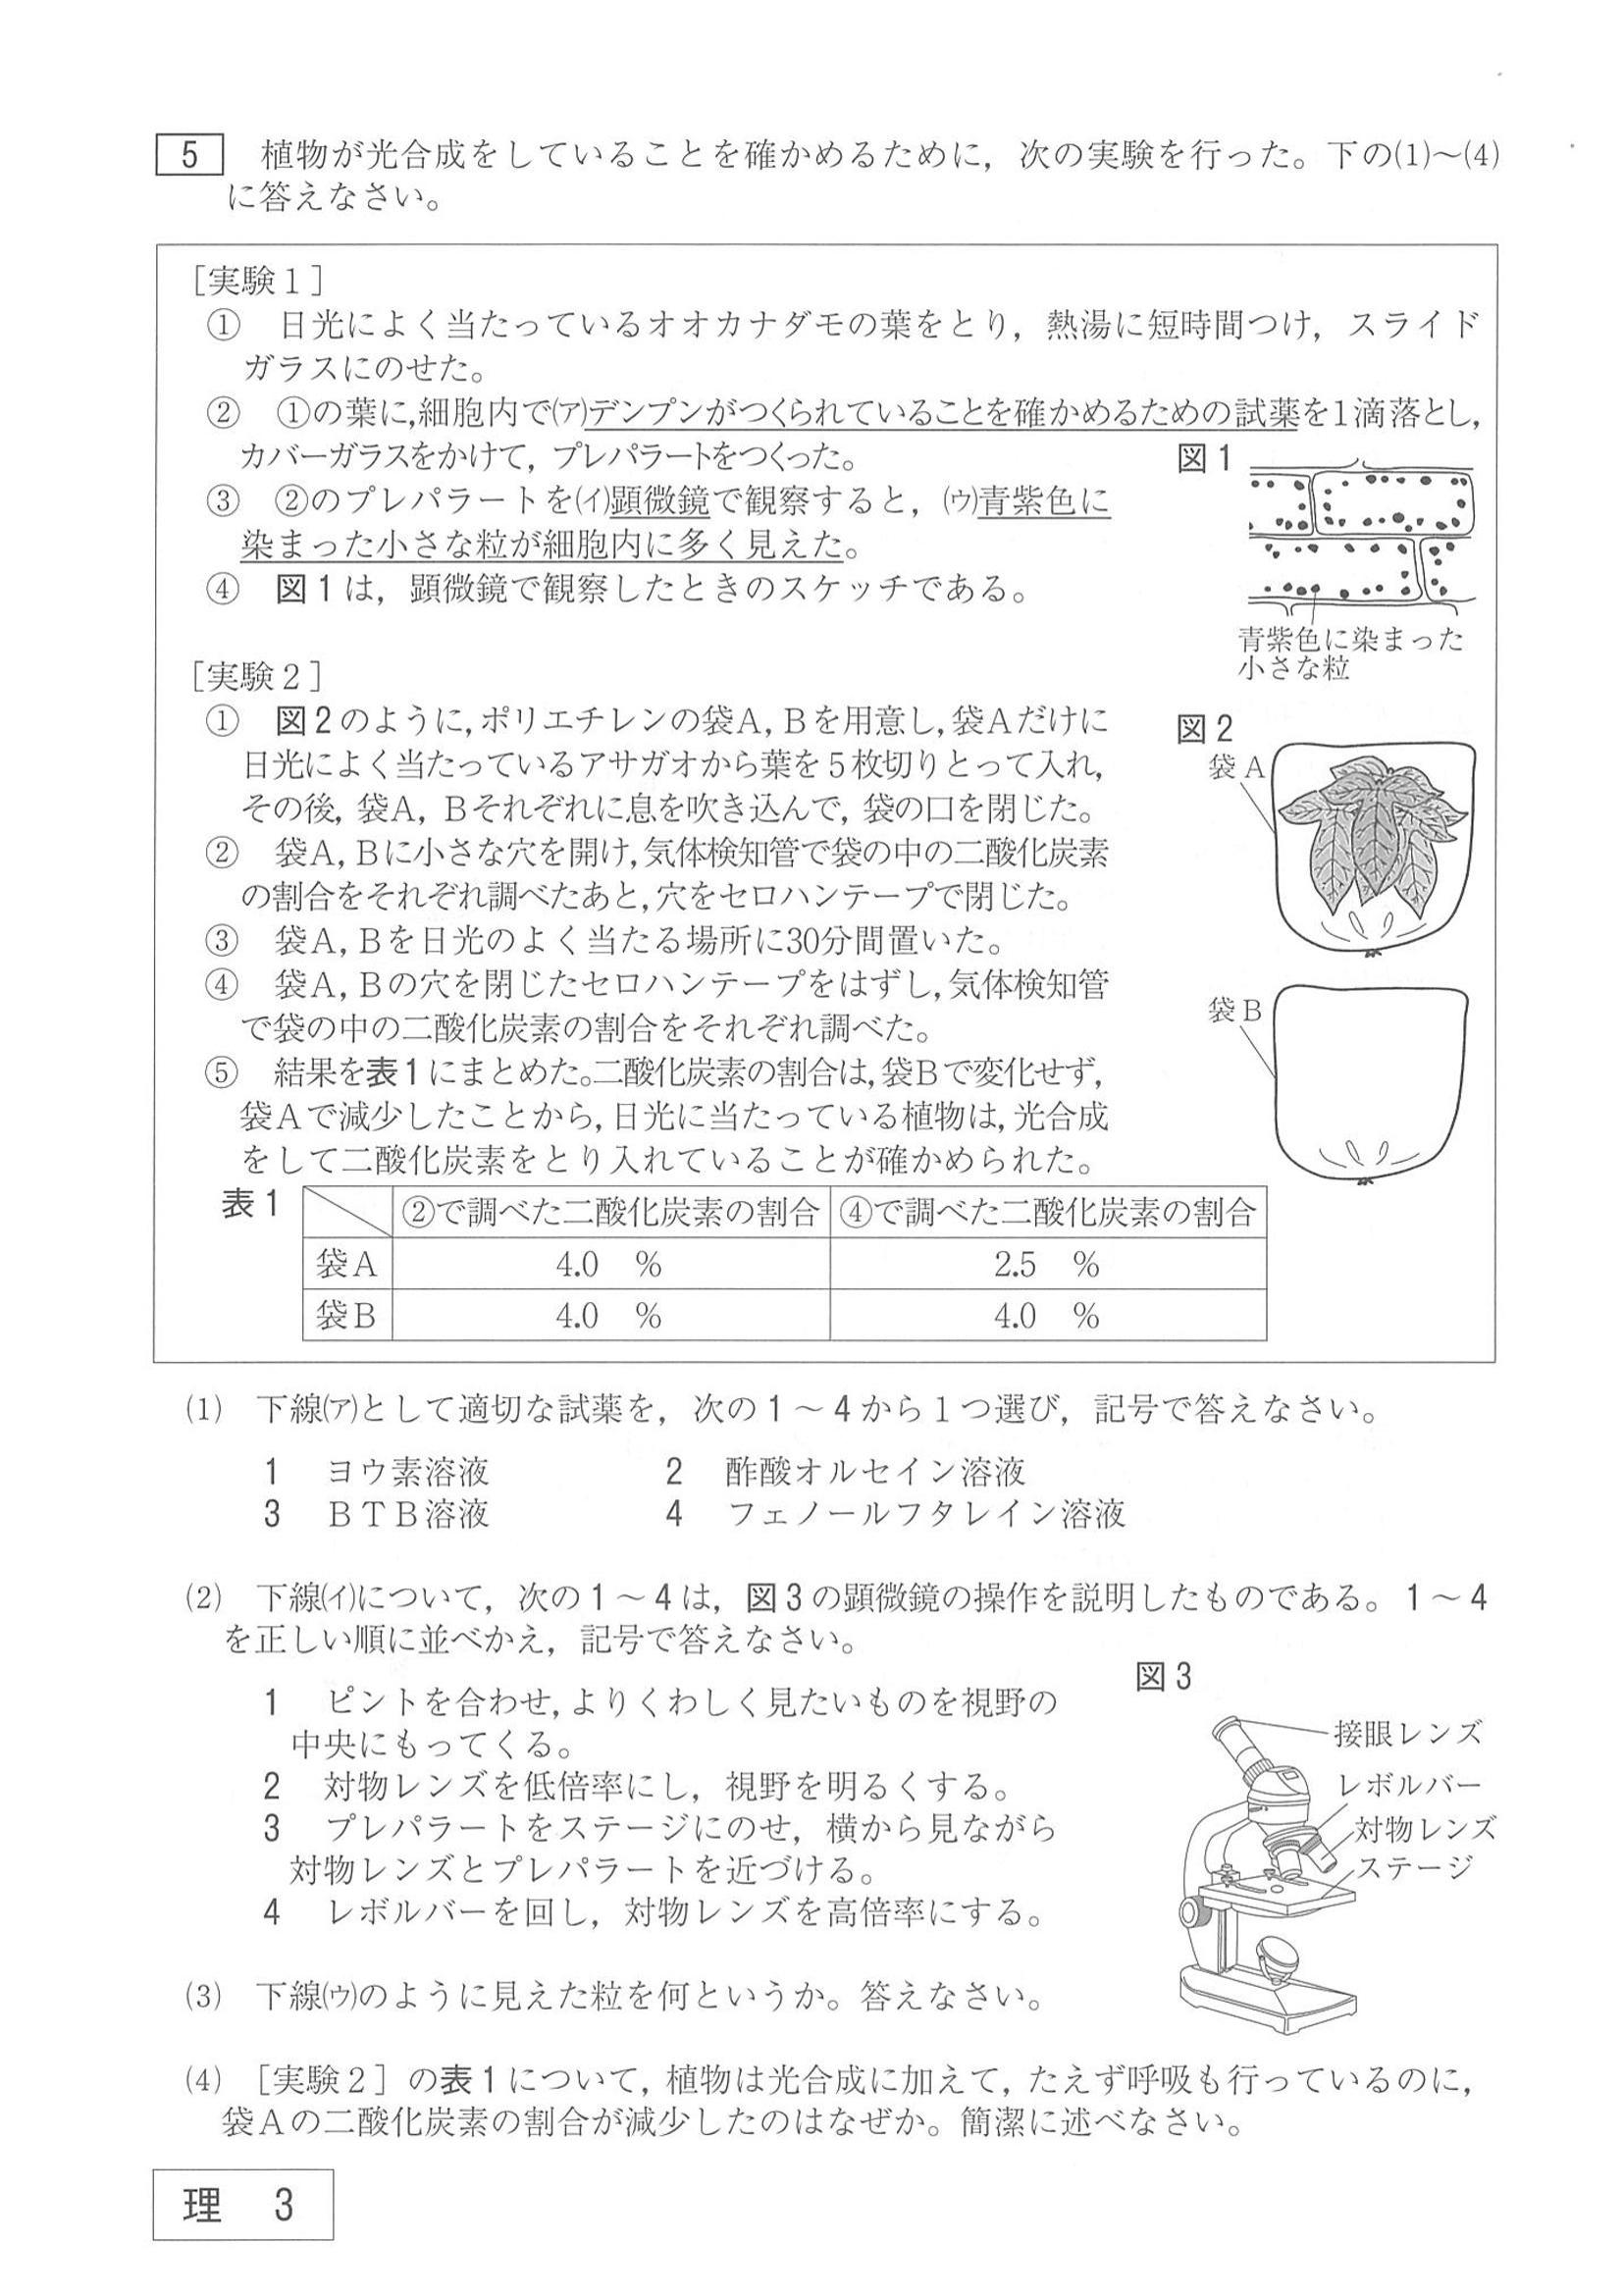 5 植物が光合成をしていることを確かめるために，次の実験を行った。下の(1)～(4)
に答えなさい。
［実験１］
① 日光によく当たっているオオカナダモの葉をとり，熱湯に短時間つけ，スライド
ガラスにのせた。
② ①の葉に，細胞内で(ア)デンプンがつくられていることを確かめるための試薬を1滴落とし，
カバーガラスをかけて，プレパラートをつくった。
図1
③ ②のプレパラートを(イ)顕微鏡で観察すると，(ウ)青紫色に
染まった小さな粒が細胞内に多く見えた。
④ 図1は，顕微鏡で観察したときのスケッチである。
青紫色に染まった
小さな粒
［実験２］
① 図2のように，ポリエチレンの袋A，Bを用意し，袋Aだけに
日光によく当たっているアサガオから葉を5枚切りとって入れ，
その後，袋A，Bそれぞれに息を吹き込んで，袋の口を閉じた。
図2
袋A
② 袋A，Bに小さな穴を開け，気体検知管で袋の中の二酸化炭素
の割合をそれぞれ調べたあと，穴をセロハンテープで閉じた。
③ 袋A，Bを日光のよく当たる場所に30分間置いた。
④ 袋A，Bの穴を閉じたセロハンテープをはずし，気体検知管
で袋の中の二酸化炭素の割合をそれぞれ調べた。
袋B
⑤ 結果を表1にまとめた。二酸化炭素の割合は，袋Bで変化せず，
袋Aで減少したことから，日光に当たっている植物は，光合成
をして二酸化炭素をとり入れていることが確かめられた。
表1
②で調べた二酸化炭素の割合 ④で調べた二酸化炭素の割合
袋A 4.0 % 2.5 %
袋B 4.0 % 4.0 %
(1) 下線(ア)として適切な試薬を，次の1～4から1つ選び，記号で答えなさい。
1 ヨウ素溶液 2 酢酸オルセイン溶液
3 BTB溶液 4 フェノールフタレイン溶液
(2) 下線(イ)について，次の1～4は，図3の顕微鏡の操作を説明したものである。1～4
を正しい順に並べかえ，記号で答えなさい。
図3
1 ピントを合わせ，よりくわしく見たいものを視野の
中央にもってくる。
2 対物レンズを低倍率にし，視野を明るくする。
3 プレパラートをステージにのせ，横から見ながら
対物レンズとプレパラートを近づける。
4 レボルバーを回し，対物レンズを高倍率にする。
接眼レンズ
レボルバー
対物レンズ
ステージ
(3) 下線(ウ)のように見えた粒を何というか。答えなさい。
(4) ［実験２］の表1について，植物は光合成に加えて，たえず呼吸も行っているのに，
袋Aの二酸化炭素の割合が減少したのはなぜか。簡潔に述べなさい。
理 3